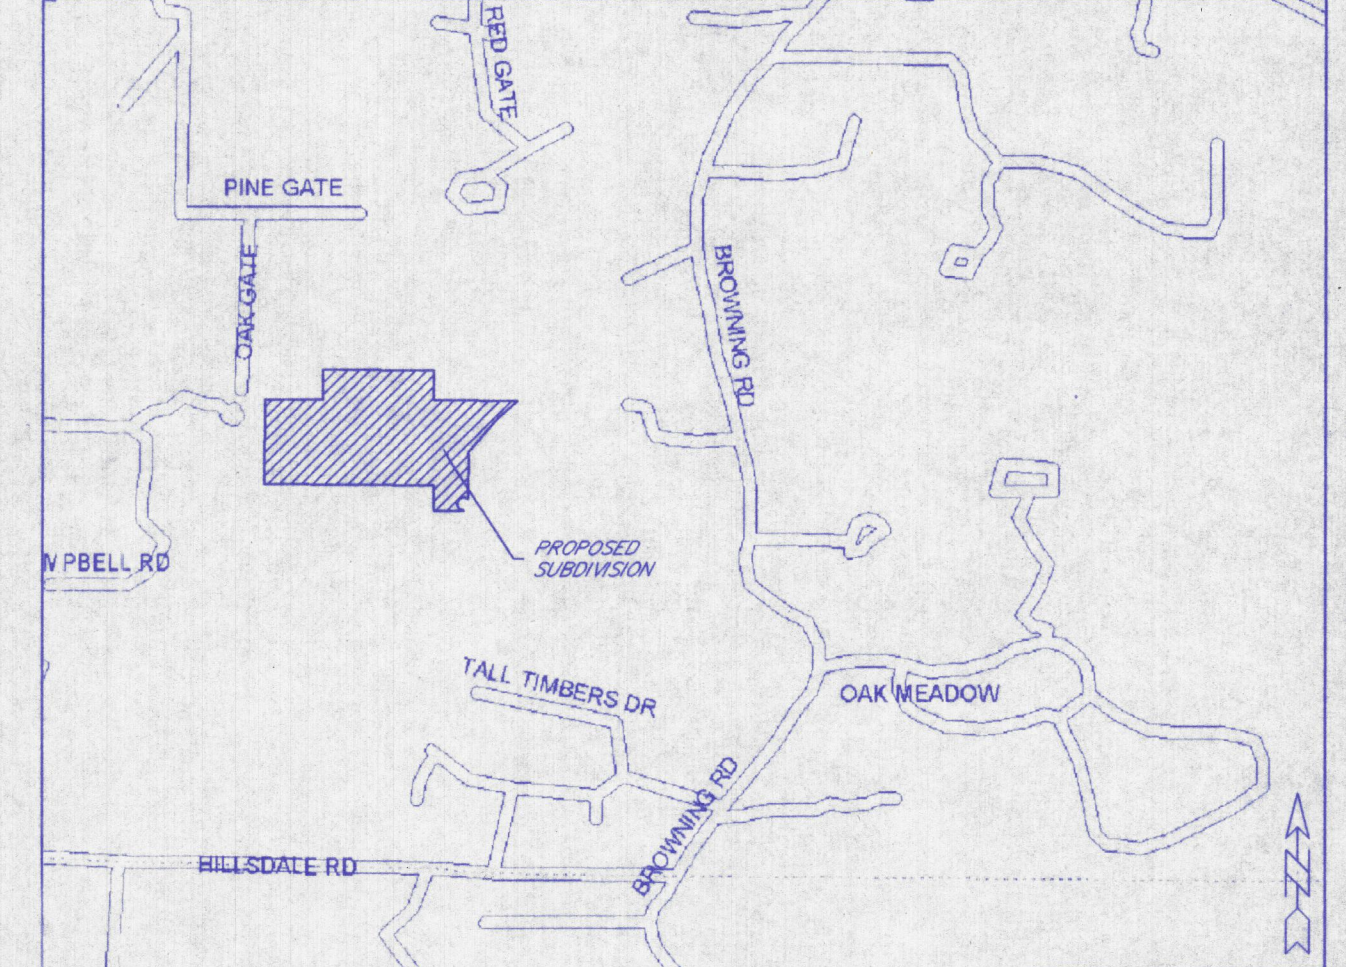 RED GATE
PINE GATE
OAK GATE
BROWNING RD
PROPOSED
SUBDIVISION
MPBELL RD
TALL TIMBERS DR
OAK MEADOW
BROWNING RD
HILLSDALE RD
N